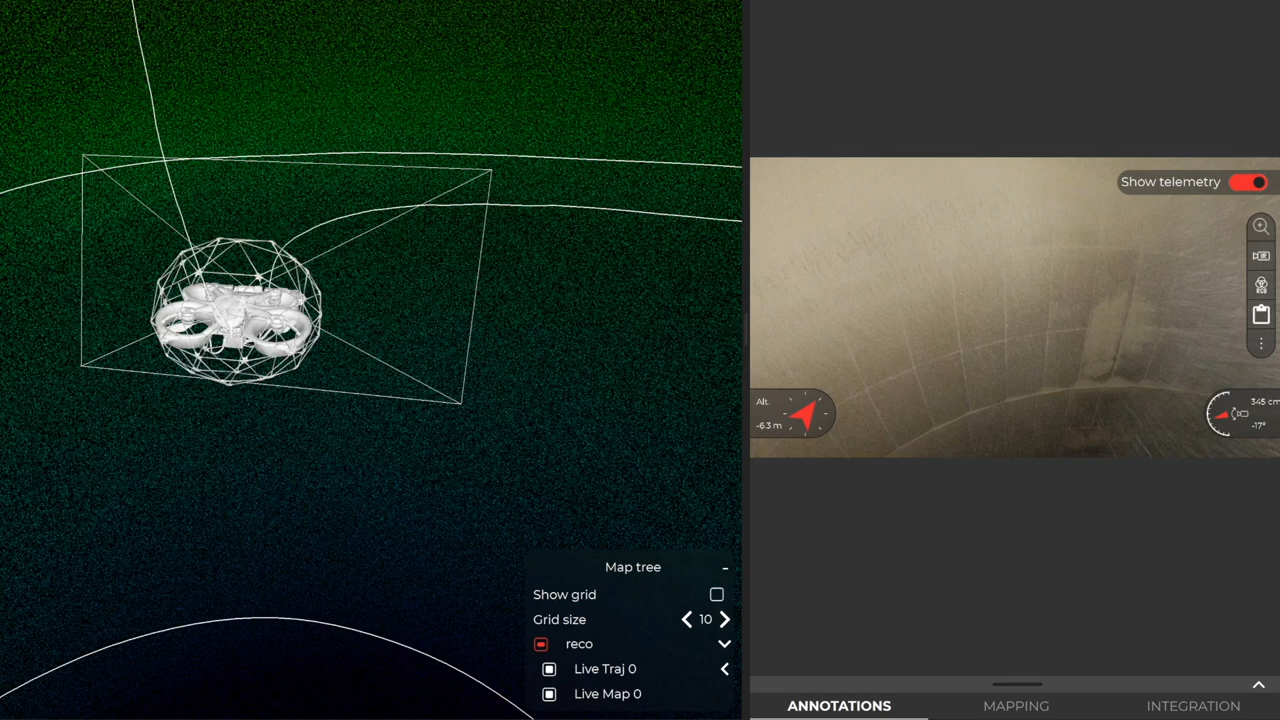 Map tree
-
Show grid
Grid size
10
reco
Live Traj 0
Live Map 0
Show telemetry
RGB
Alt.
-6.3 m
345 cm
-17°
ANNOTATIONS
MAPPING
INTEGRATION